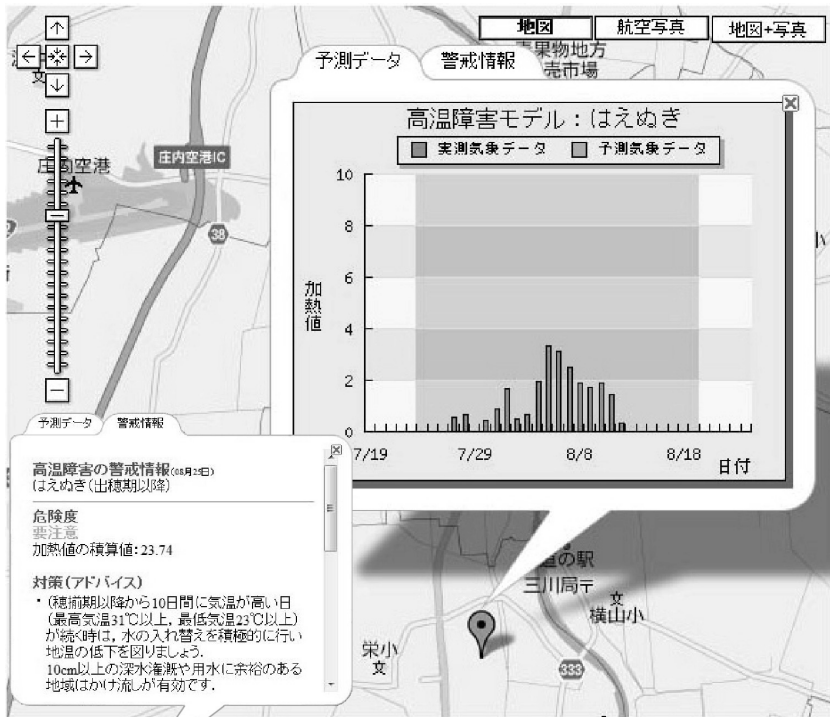 地図 航空写真 地図+写真
青果物地方
売市場
予測データ 警戒情報
高温障害モデル：はえぬき
実測気象データ 予測気象データ
庄内空港IC
庄内空港
38
10
8
6
4
2
0
加熱値
7/19 7/29 8/8 8/18
日付
予測データ 警戒情報
高温障害の警戒情報(08月25日)
はえぬき(出穂期以降)
危険度
要注意
加熱値の積算値：23.74
対策(アドバイス)
・(穂揃期以降から10日間に気温が高い日
(最高気温31℃以上，最低気温23℃以上)
が続く時は，水の入れ替えを積極的に行い
地温の低下を図りましょう．
10cm以上の深水灌漑や用水に余裕のある
地域はかけ流しが有効です．
道の駅
三川局〒
文
横山小
栄小
文
333